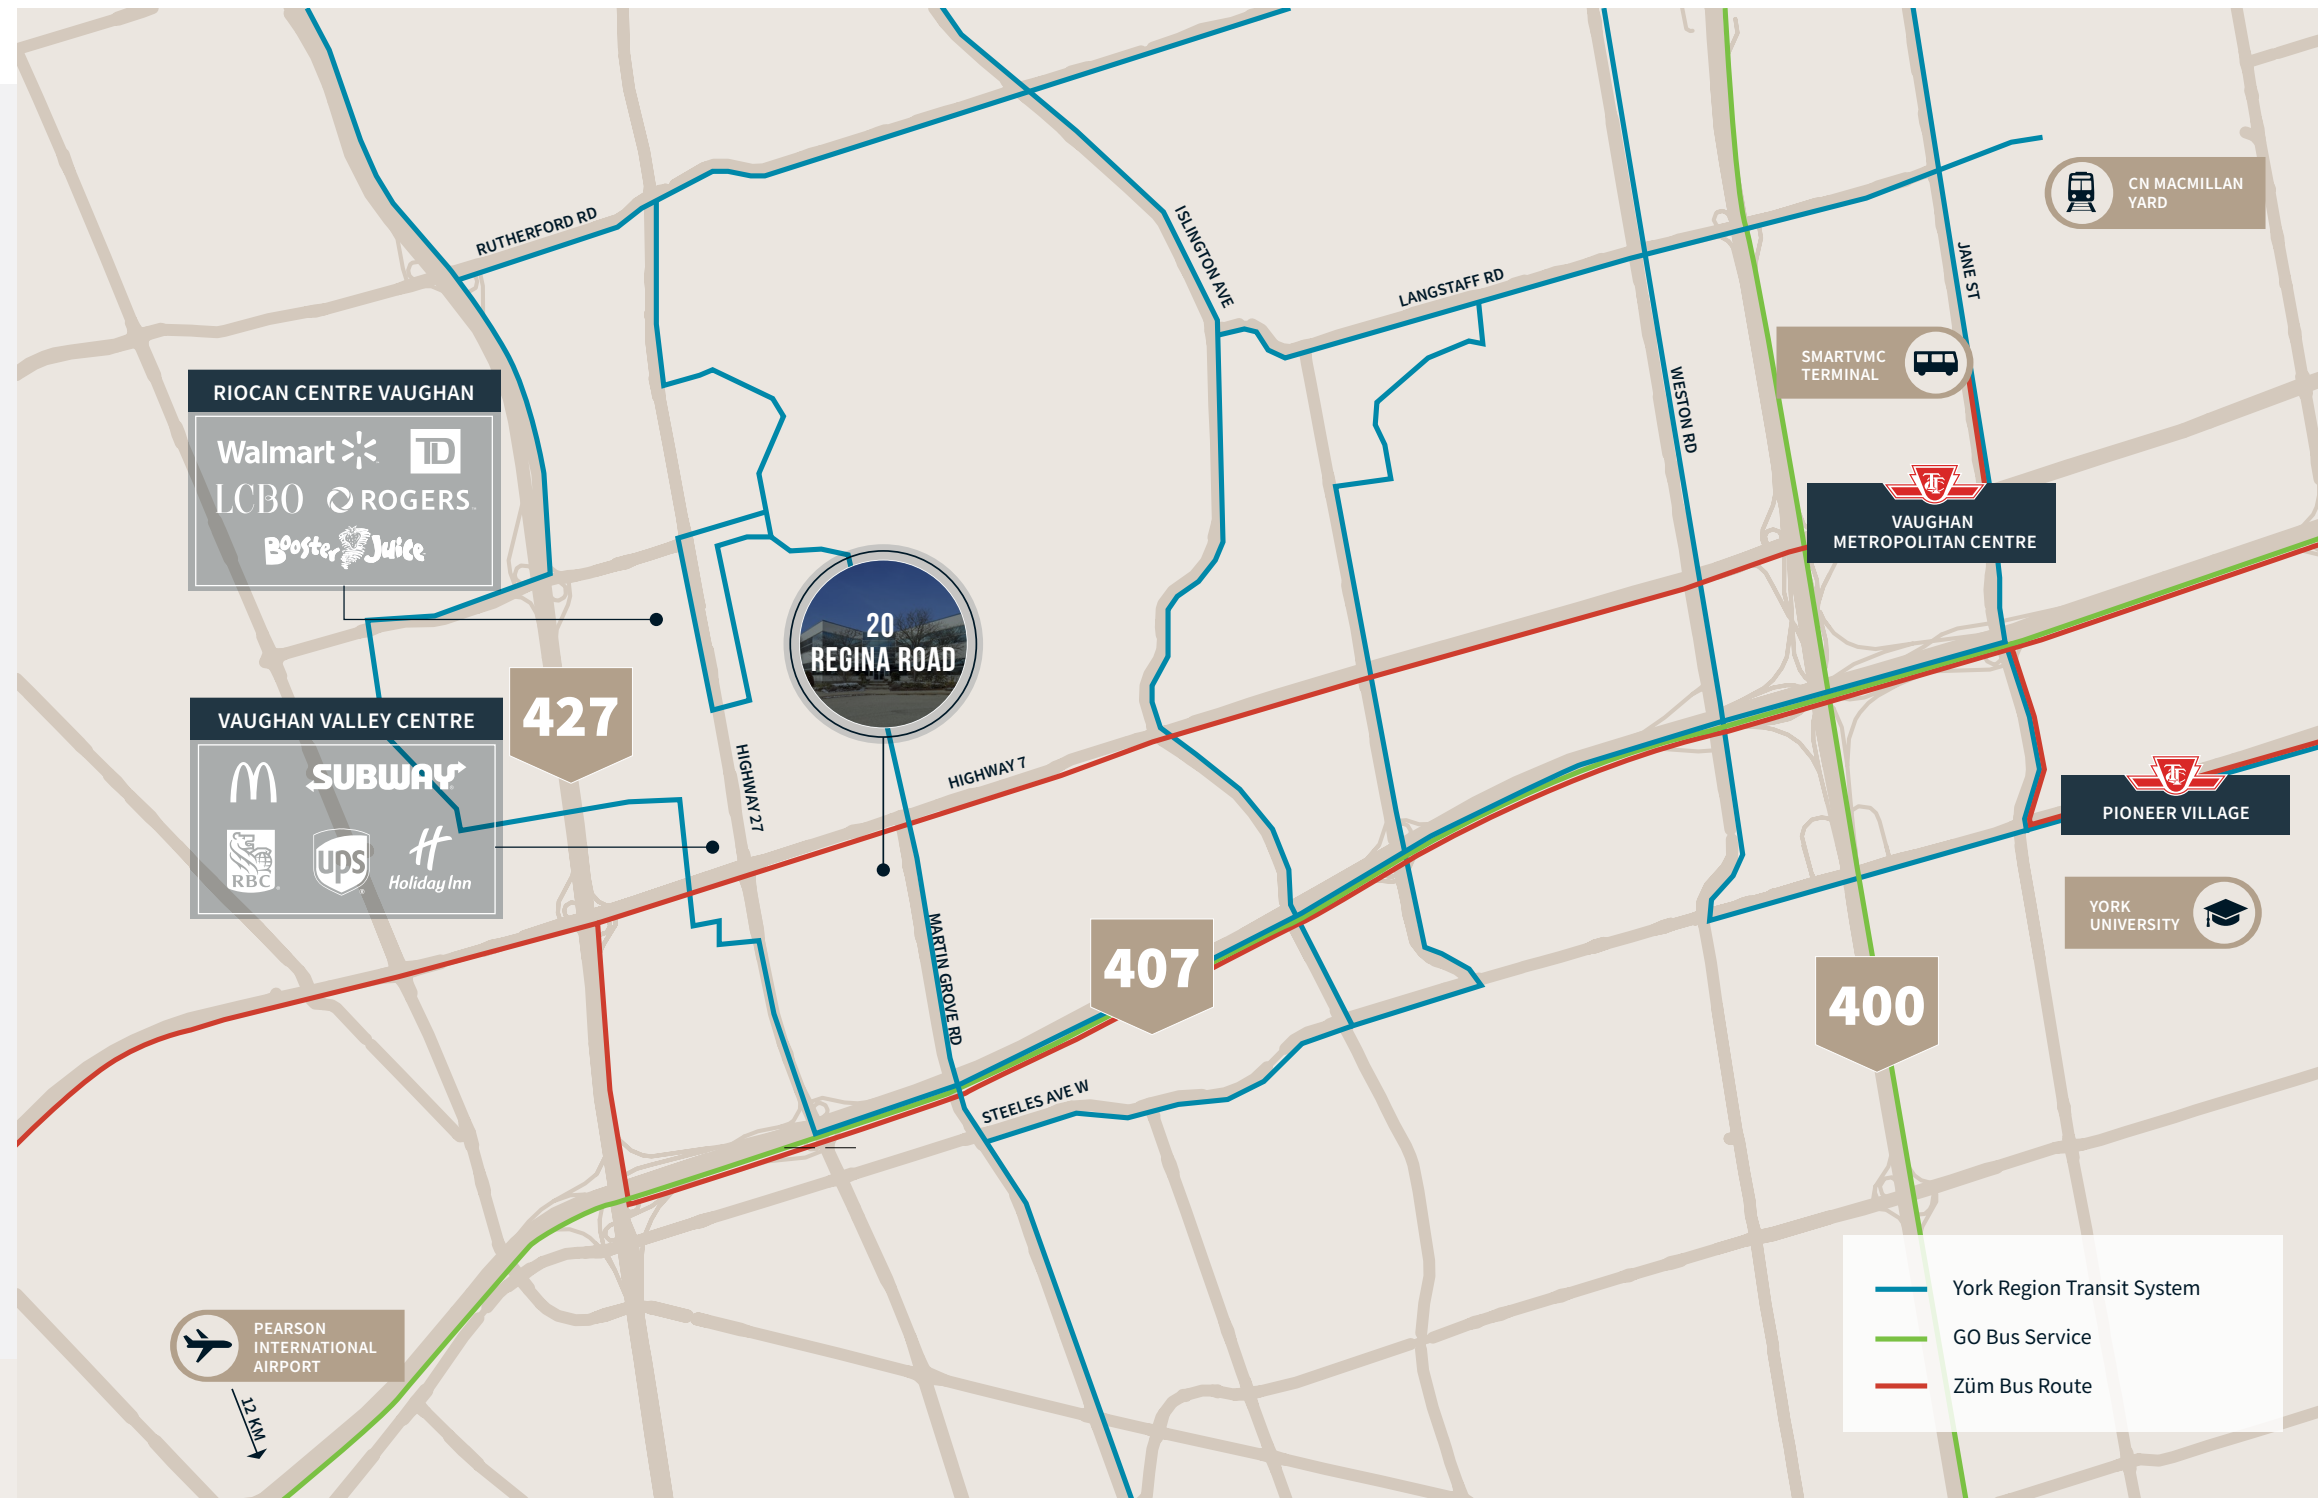 RUTHERFORD RD
ISLINGTON AVE
LANGSTAFF RD
JANE ST
CN MACMILLAN
YARD
SMARTVMC
TERMINAL
WESTON RD
RIOCAN CENTRE VAUGHAN
Walmart
TD
LCBO
ROGERS
Booster Juice
VAUGHAN
METROPOLITAN CENTRE
20
REGINA ROAD
VAUGHAN VALLEY CENTRE
427
SUBWAY
RBC
ups
H
Holiday Inn
HIGHWAY 27
HIGHWAY 7
PIONEER VILLAGE
MARTIN GROVE RD
407
YORK
UNIVERSITY
400
STEELES AVE W
PEARSON
INTERNATIONAL
AIRPORT
12 KM
York Region Transit System
GO Bus Service
Züm Bus Route